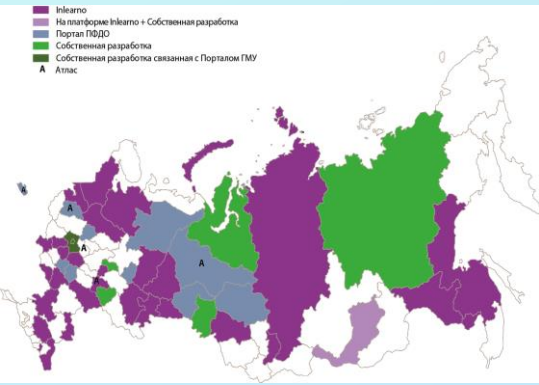 Inlearno
На платформе Inlearno + Собственная разработка
Портал ПФДО
Собственная разработка
Собственная разработка связанная с Порталом ГМУ
А Атлас
А
А
А
А
А